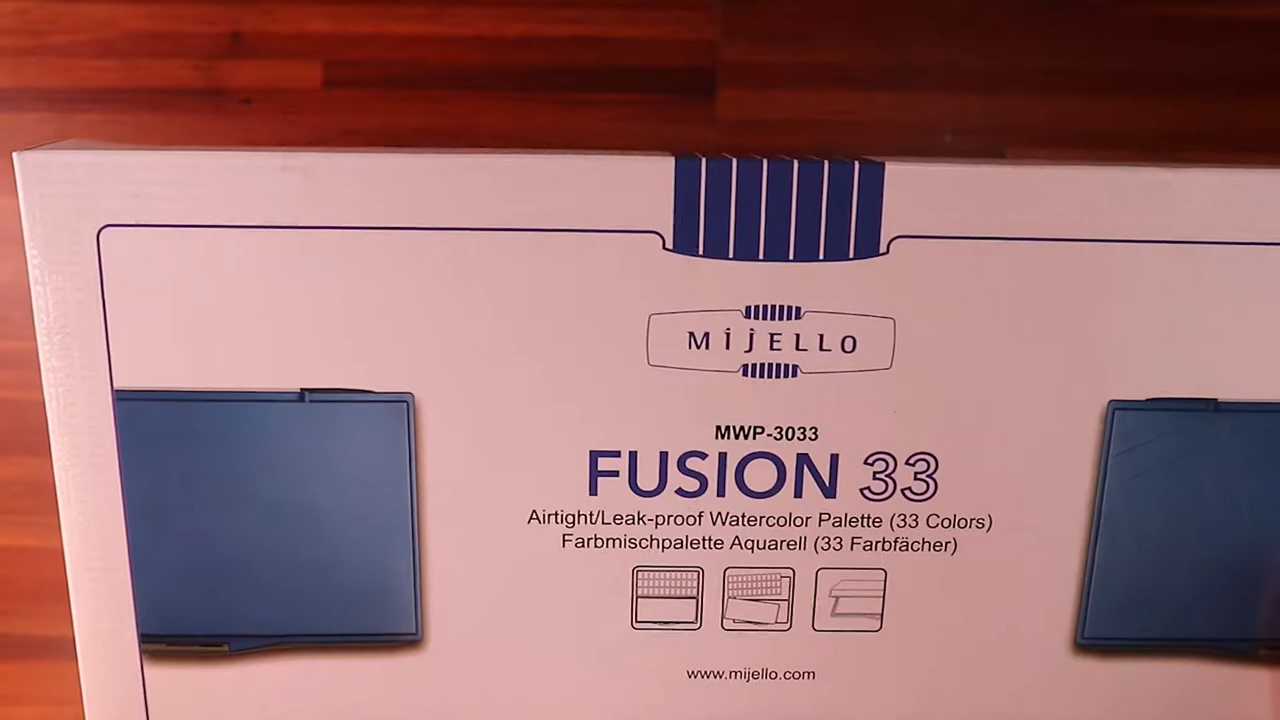 MIJELLO
MWP-3033
FUSION 33
Airtight/Leak-proof Watercolor Palette (33 Colors)
Farbmischpalette Aquarell (33 Farbfächer)
www.mijello.com